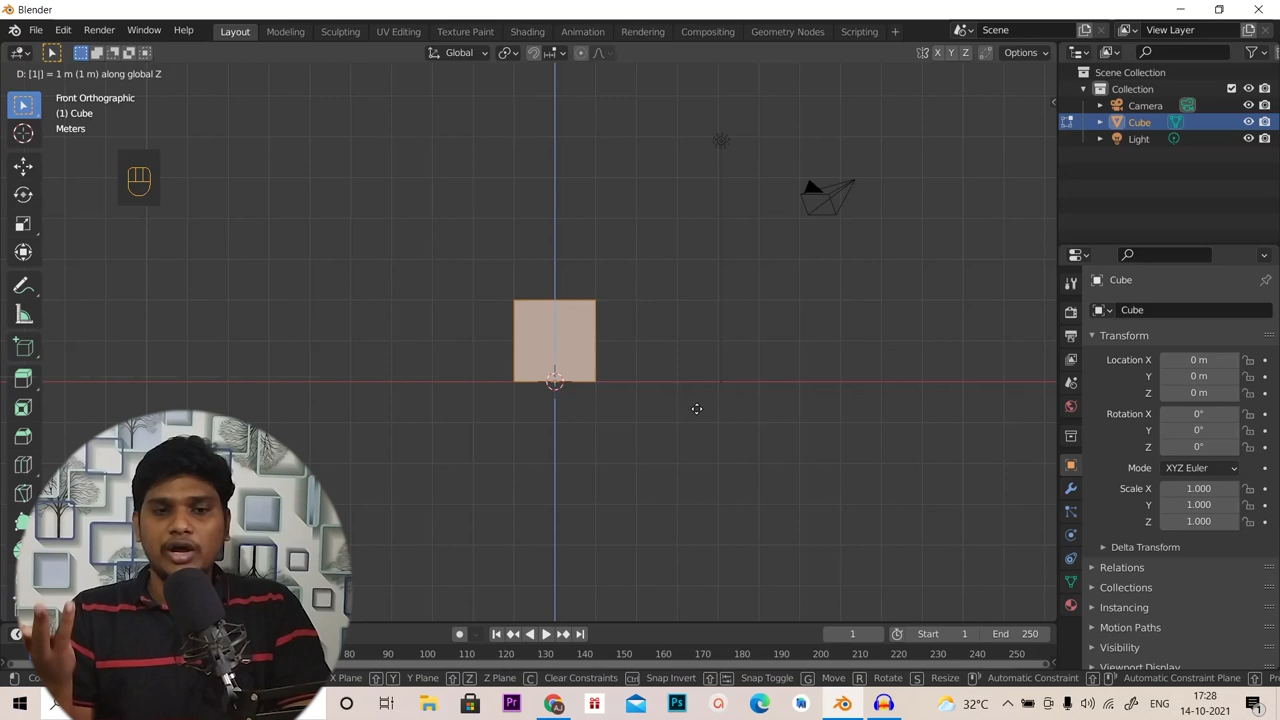 Blender
File Edit Render Window Help
Layout Modeling Sculpting UV Editing Texture Paint Shading Animation Rendering Compositing Geometry Nodes Scripting +
Scene
View Layer
Global
X Y Z
Options
D: [1|] = 1 m (1 m) along global Z
Front Orthographic
(1) Cube
Meters
Scene Collection
Collection
Camera
Cube
Light
Cube
Cube
Transform
Location X 0 m
Y 0 m
Z 0 m
Rotation X 0°
Y 0°
Z 0°
Mode XYZ Euler
Scale X 1.000
Y 1.000
Z 1.000
Delta Transform
Relations
Collections
Instancing
Motion Paths
Visibility
Viewport Display
1 Start 1 End 250
80 90 100 110 120 130 140 150 160 170 180 190 200 210 220 230 240 250
X Plane Y Plane Z Plane C Clear Constraints Snap Invert Snap Toggle G Move R Rotate S Resize Automatic Constraint Automatic Constraint Plane
Pr Ps
32°C
ENG
17:28
14-10-2021